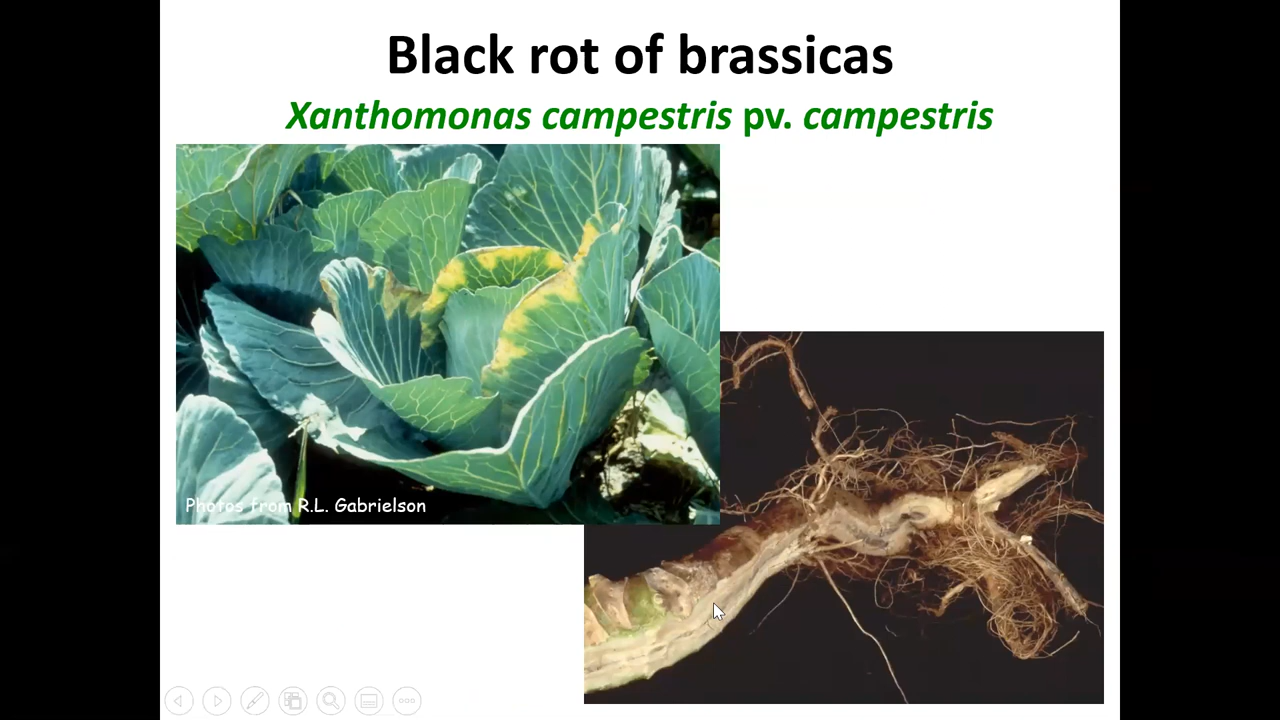 Black rot of brassicas
Xanthomonas campestris pv. campestris
Photos from R.L. Gabrielson